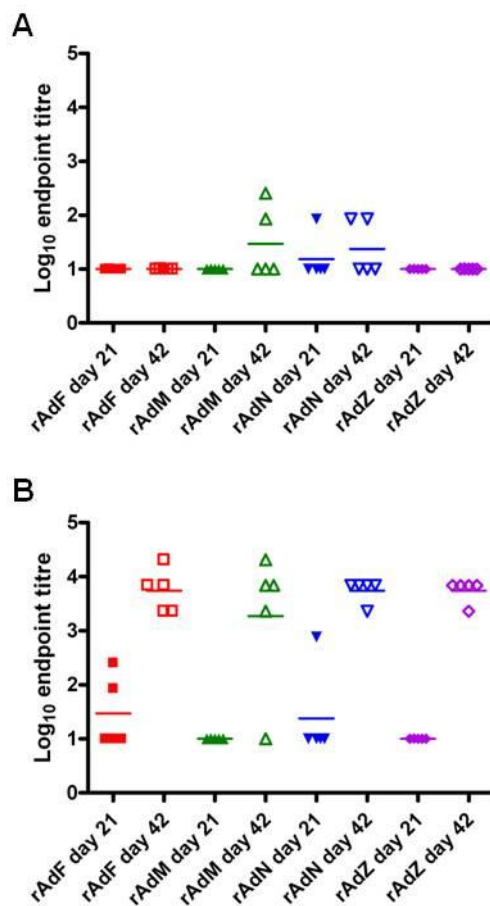 A
Log10 endpoint titre
5
4
3
2
1
0
rAdF day 21
rAdF day 42
rAdM day 21
rAdM day 42
rAdN day 21
rAdN day 42
rAdZ day 21
rAdZ day 42
B
Log10 endpoint titre
5
4
3
2
1
0
rAdF day 21
rAdF day 42
rAdM day 21
rAdM day 42
rAdN day 21
rAdN day 42
rAdZ day 21
rAdZ day 42